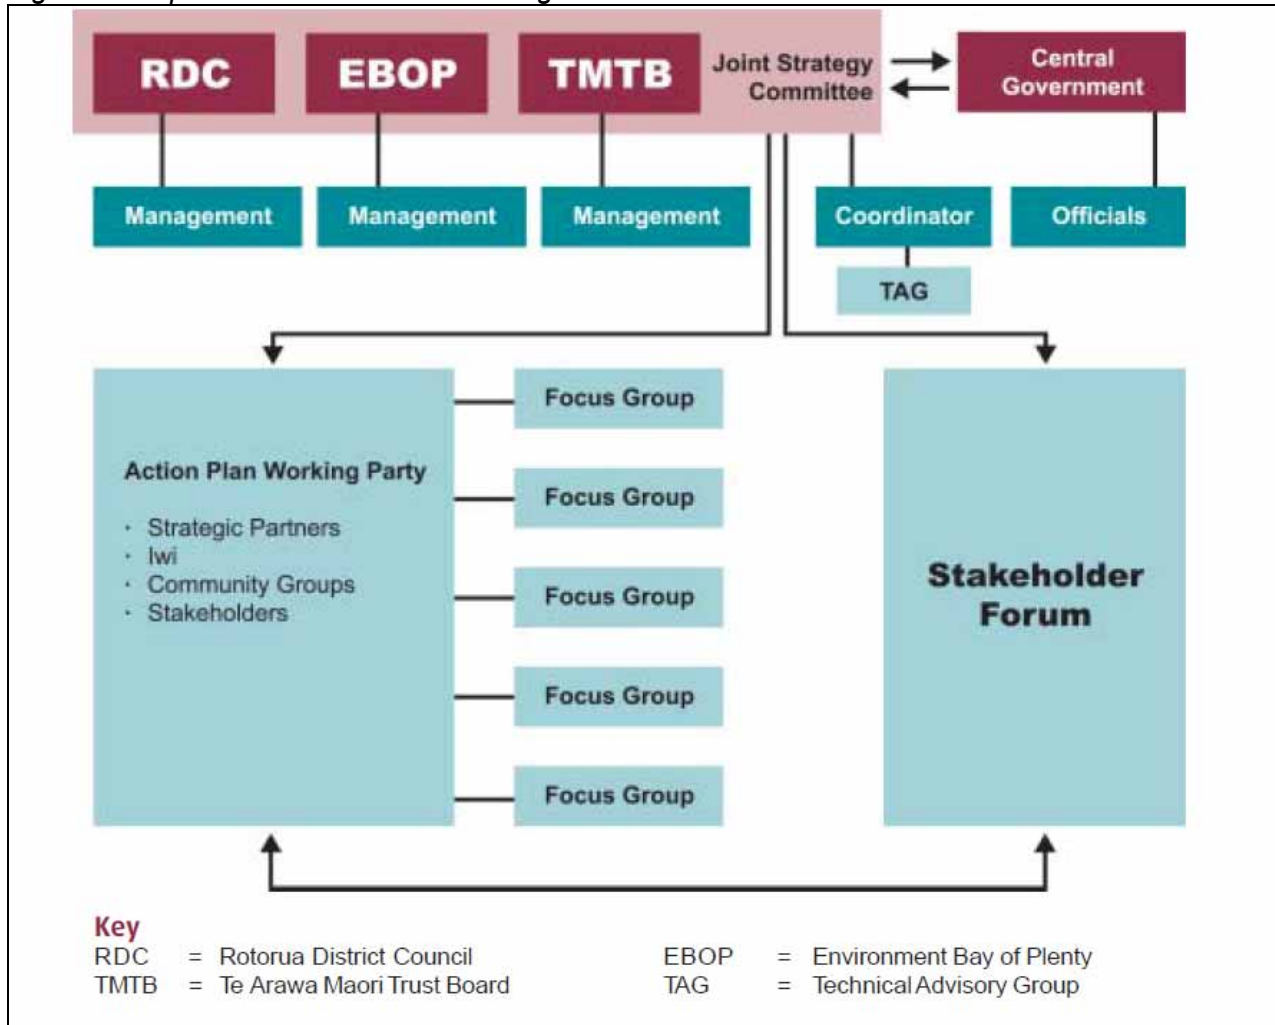 RDC
EBOP
TMTB
Joint Strategy
Committee
Central
Government
Management
Management
Management
Coordinator
Officials
TAG
Action Plan Working Party
· Strategic Partners
· Iwi
· Community Groups
· Stakeholders
Focus Group
Focus Group
Focus Group
Focus Group
Focus Group
Stakeholder
Forum
Key
RDC = Rotorua District Council
EBOP = Environment Bay of Plenty
TMTB = Te Arawa Maori Trust Board
TAG = Technical Advisory Group